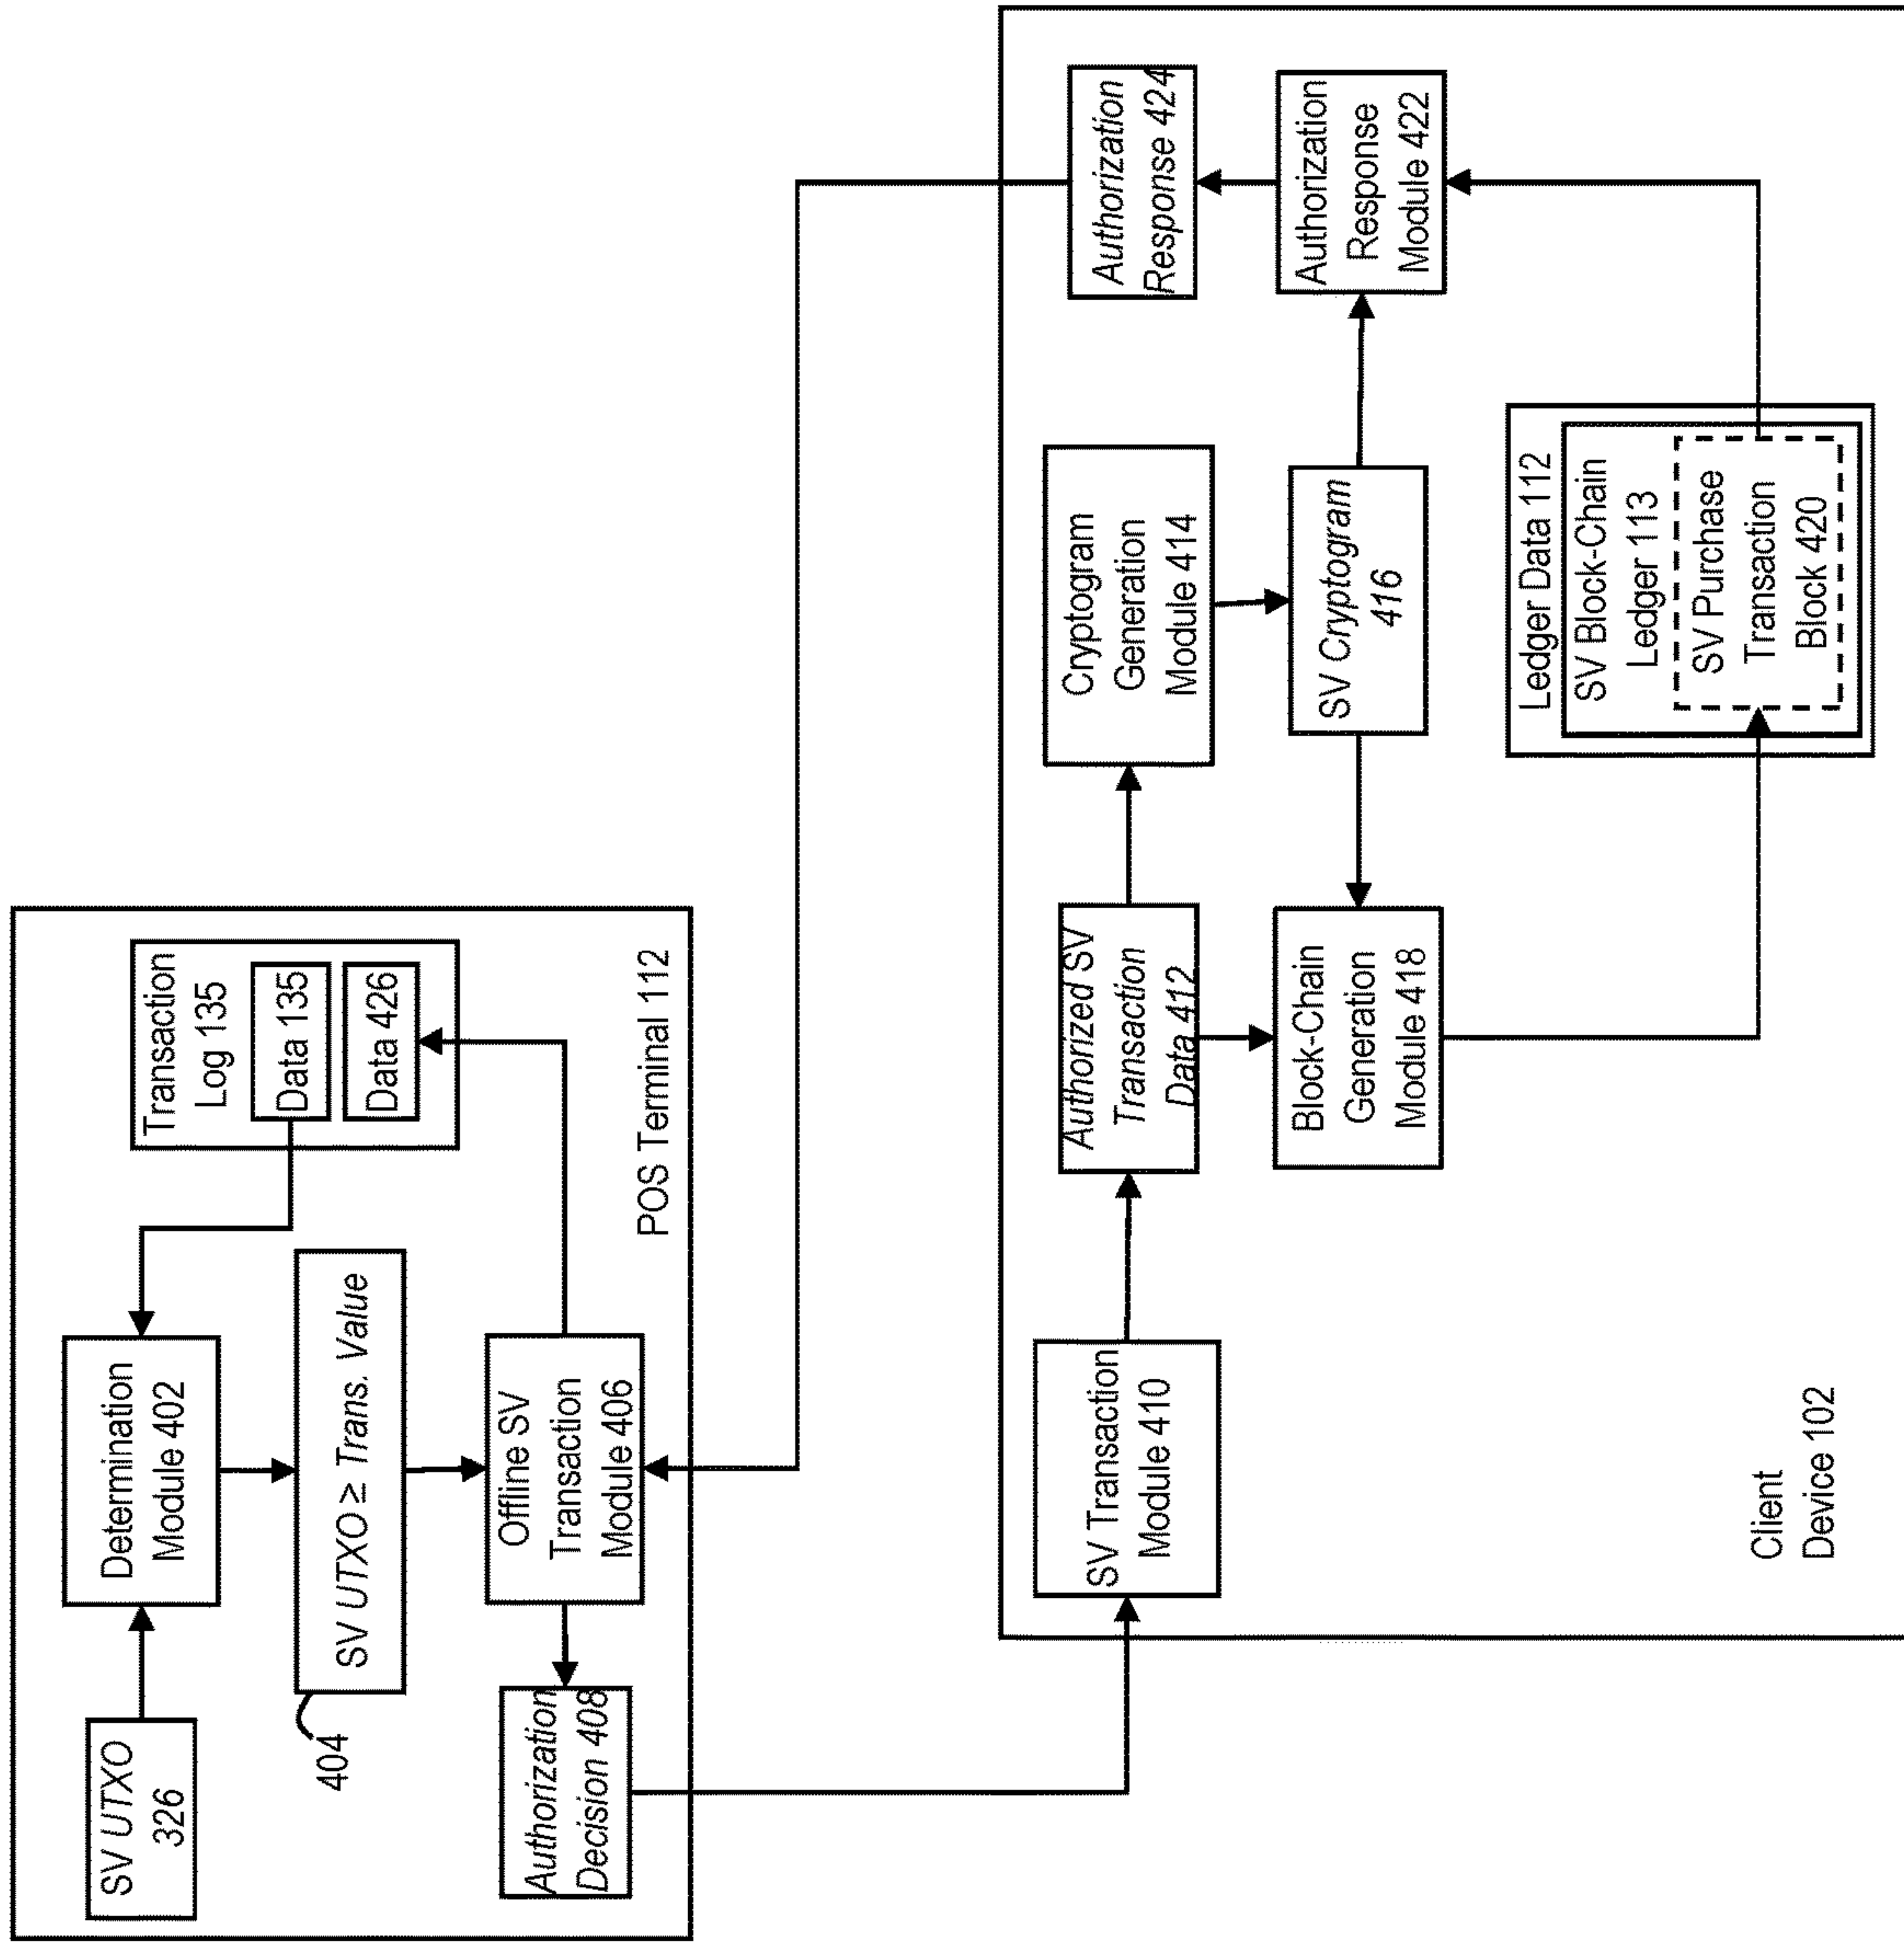 SV UTXO
326
Determination
Module 402
Transaction
Log 135
Data 135
Data 426
404
SV UTXO ≥ Trans. Value
Authorization
Decision 408
Offline SV
Transaction
Module 406
POS Terminal 112
SV Transaction
Module 410
Authorized SV
Transaction
Data 412
Cryptogram
Generation
Module 414
Authorization
Response 424
Block-Chain
Generation
Module 418
SV Cryptogram
416
Authorization
Response
Module 422
Ledger Data 112
SV Block-Chain
Ledger 113
SV Purchase
Transaction
Block 420
Client
Device 102